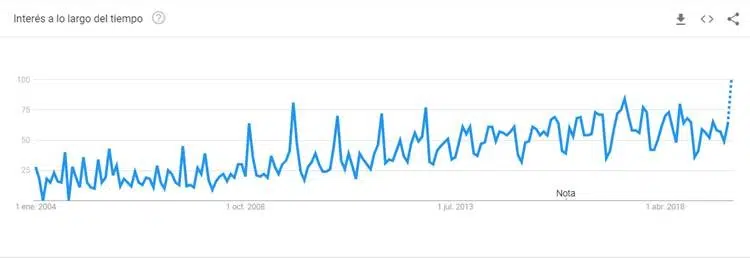 Interés a lo largo del tiempo
100
75
50
25
Nota
1 ene. 2004
1 oct. 2008
1 jul. 2013
1 abr. 2018